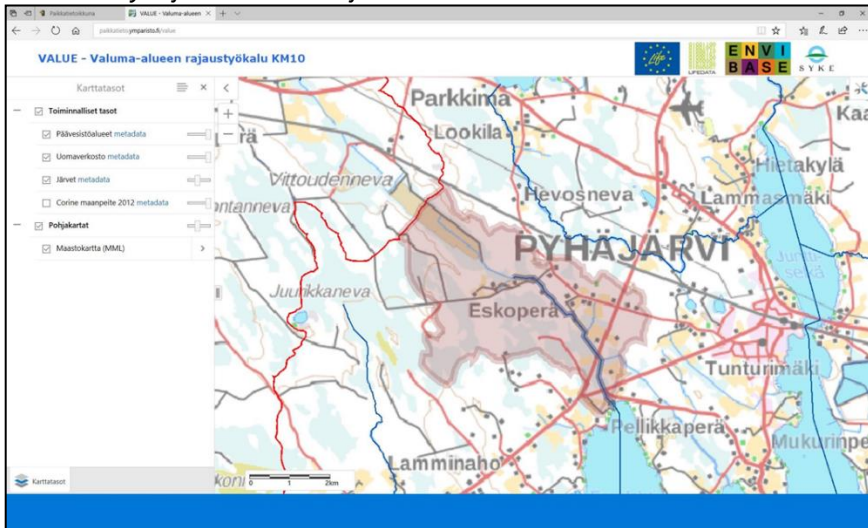 Paikkatietoikkuna
VALUE - Valuma-alueen
paikkatieto.ymparisto.fi/value
VALUE - Valuma-alueen rajaustyökalu KM10
life
LIFEDATA
ENVI
BASE
SYKE
Karttatasot
Toiminnalliset tasot
Päävesistöalueet metadata
Uomaverkosto metadata
Järvet metadata
Corine maanpeite 2012 metadata
Pohjakartat
Maastokartta (MML)
Karttatasot
Parkkima
Lookila
Vittoudenneva
Hevosneva
Hietakylä
Lammasmäki
PYHÄJÄRVI
Juurikkaneva
Eskoperä
Tunturimäki
Pellikkaperä
Mukurinpe
Lamminaho
0 1 2km